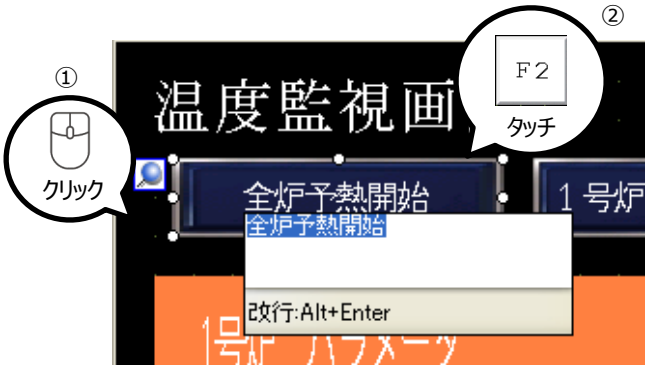 ①
②
F2
タッチ
クリック
温度監視画
全炉予熱開始
1号炉
全炉予熱開始
改行:Alt+Enter
1号炉 パラメータ